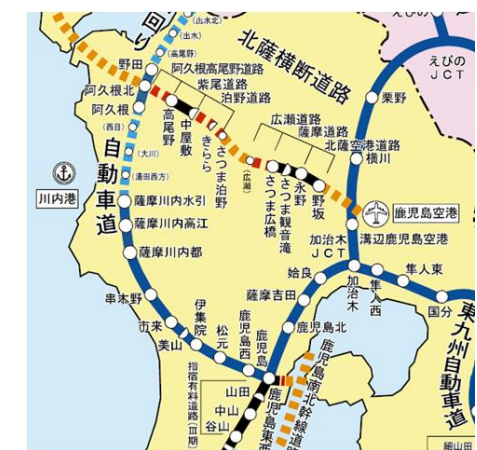 (出水北)
(出水)
(高尾野)
回り
野田
阿久根北
阿久根
(西目)
(大川)
(湯田西方)
自動車道
阿久根高尾野道路
紫尾道路
泊野道路
北薩横断道路
高尾野
中屋敷
きらら
さつま泊野
(広瀬)
広瀬道路
薩摩道路
北薩空港道路
さつま広橋
さつま観音滝
永野
野坂
えびの
えびの
JCT
栗野
横川
鹿児島空港
溝辺鹿児島空港
加治木
JCT
川内港
薩摩川内水引
薩摩川内高江
薩摩川内都
串木野
市来
美山
伊集院
松元
鹿児島西
鹿児島
姶良
薩摩吉田
鹿児島北
加治木
隼人西
隼人東
国分
東九州自動車道
指宿有料道路(Ⅲ期)
山田
中山
谷山
鹿児島東西
鹿児島南北幹線道路
細山田